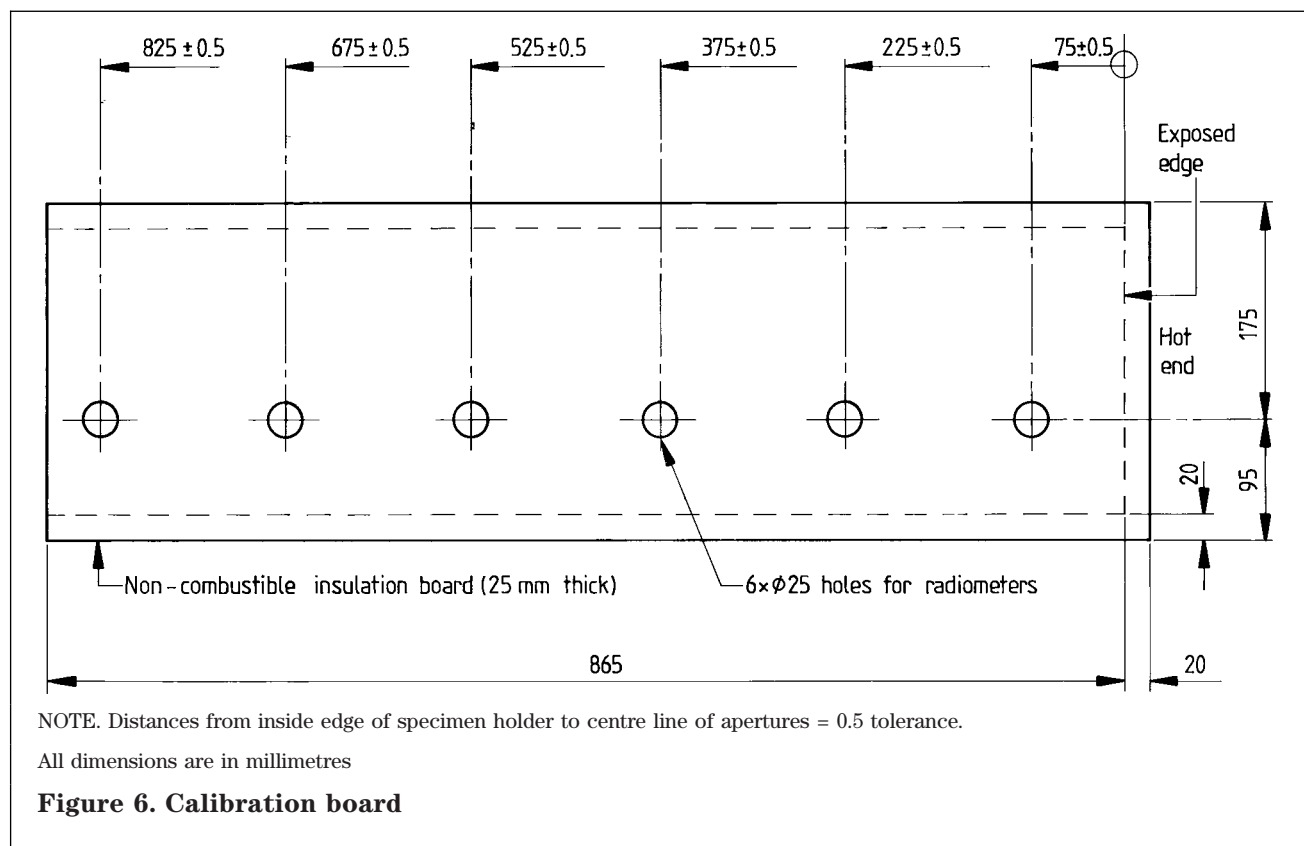 825 ± 0.5 675 ± 0.5 525 ± 0.5 375 ± 0.5 225 ± 0.5 75±0.5
Exposed
edge
Hot
end
175
20
95
Non-combustible insulation board (25 mm thick)
6×Φ25 holes for radiometers
865
20
NOTE. Distances from inside edge of specimen holder to centre line of apertures = 0.5 tolerance.
All dimensions are in millimetres
Figure 6. Calibration board